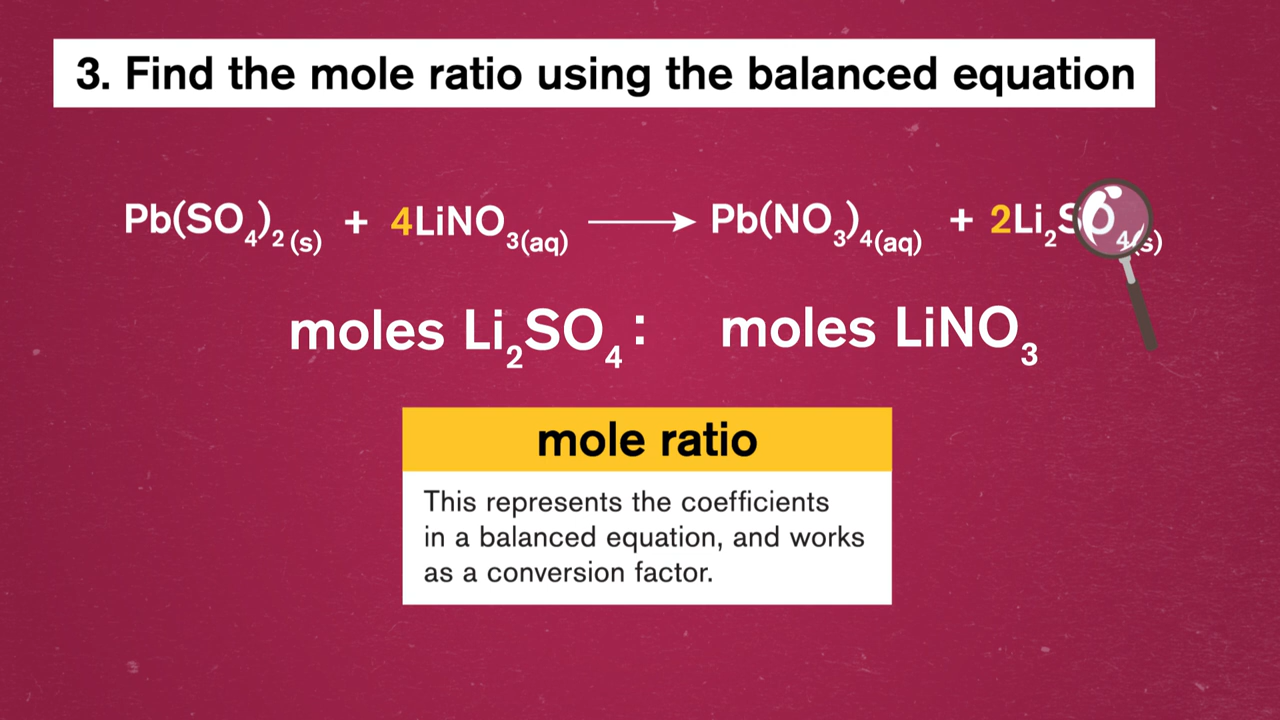 3. Find the mole ratio using the balanced equation
Pb(SO₄)₂(s) + 4LiNO₃(aq) ⟶ Pb(NO₃)₄(aq) + 2Li₂SO₄(s)
moles Li₂SO₄ : moles LiNO₃
mole ratio
This represents the coefficients
in a balanced equation, and works
as a conversion factor.